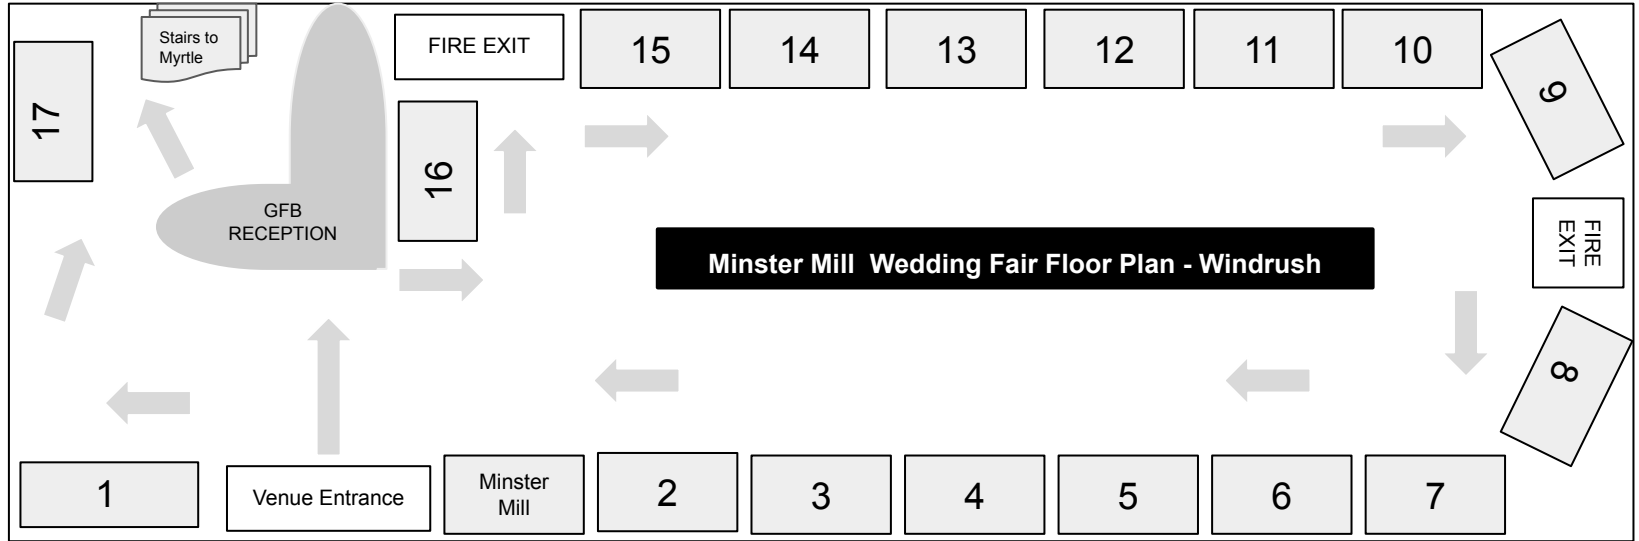 Stairs to
Myrtle
FIRE EXIT
15
14
13
12
11
10
9
17
16
GFB
RECEPTION
FIRE
EXIT
Minster Mill  Wedding Fair Floor Plan - Windrush
8
1
Venue Entrance
Minster
Mill
2
3
4
5
6
7